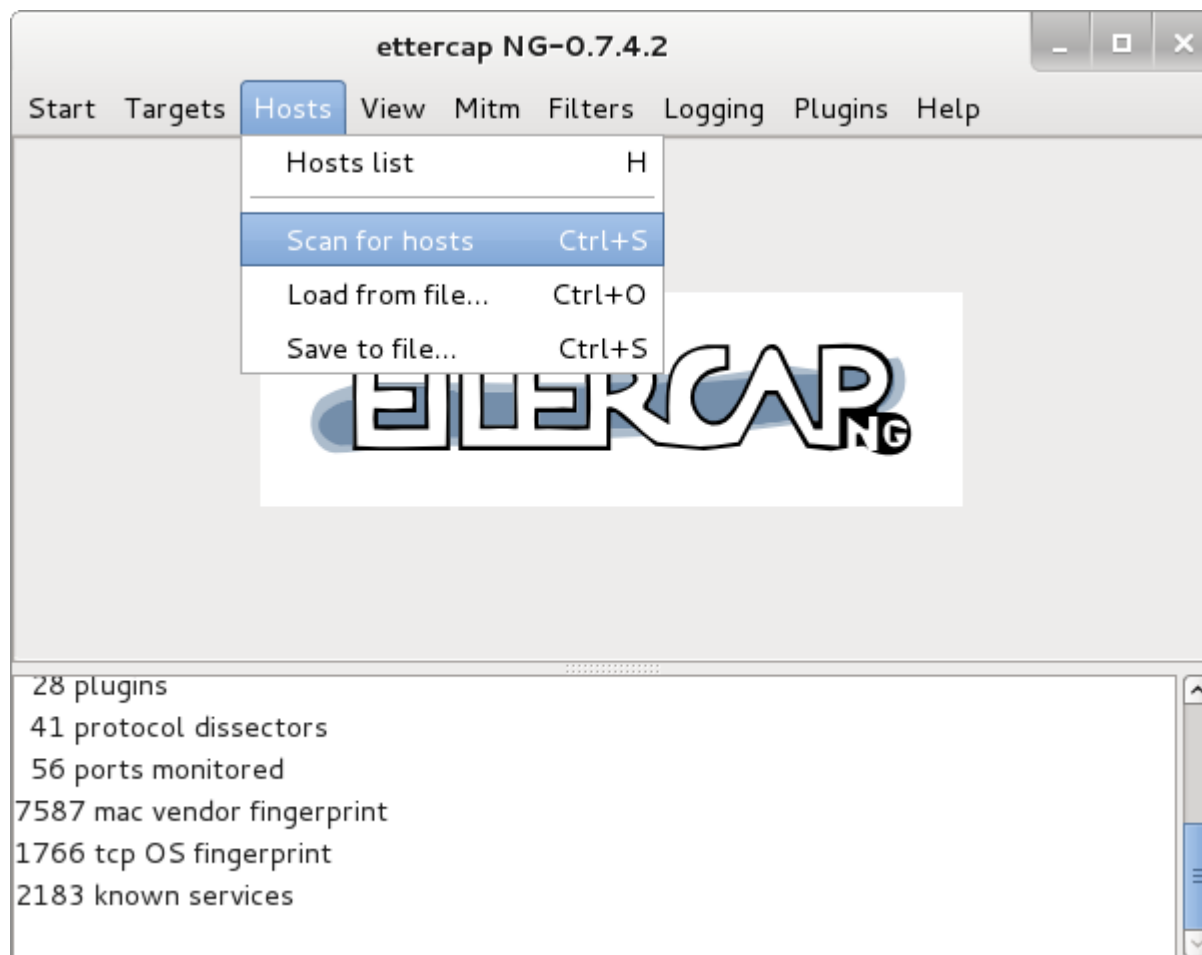 ettercap NG-0.7.4.2
Start Targets Hosts View Mitm Filters Logging Plugins Help
Hosts list H
Scan for hosts Ctrl+S
Load from file... Ctrl+O
Save to file... Ctrl+S
ETTERCAP NG
28 plugins
41 protocol dissectors
56 ports monitored
7587 mac vendor fingerprint
1766 tcp OS fingerprint
2183 known services